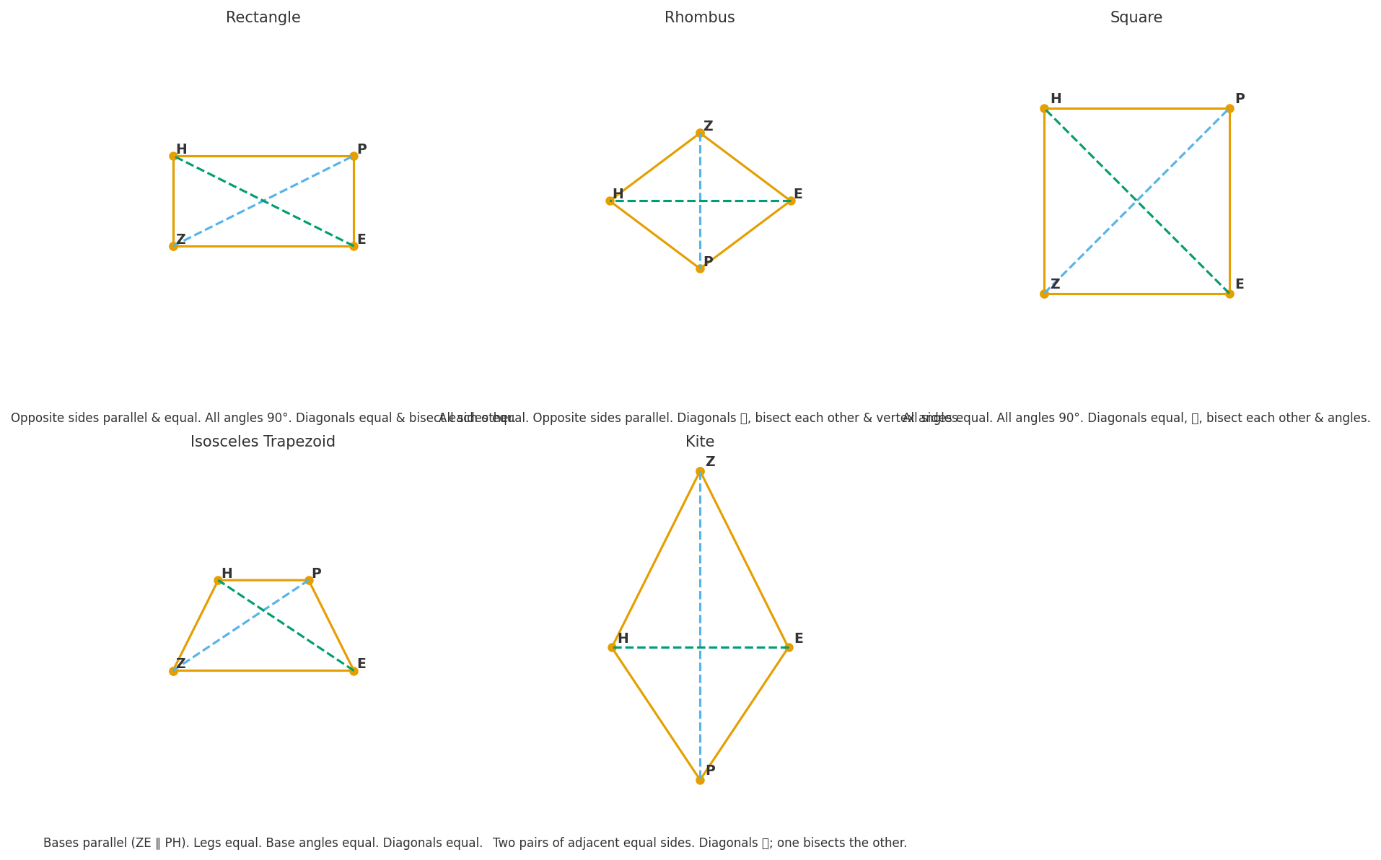 Rectangle
Rhombus
Square
H
P
Z
E
Z
H
E
P
H
P
Z
E
Opposite sides parallel & equal. All angles 90°. Diagonals equal & bisect each other.
All sides equal. Opposite sides parallel. Diagonals ▯, bisect each other & vertex angles.
All sides equal. All angles 90°. Diagonals equal, ▯, bisect each other & angles.
Isosceles Trapezoid
Kite
H
P
Z
E
Z
H
E
P
Bases parallel (ZE ∥ PH). Legs equal. Base angles equal. Diagonals equal.
Two pairs of adjacent equal sides. Diagonals ▯; one bisects the other.